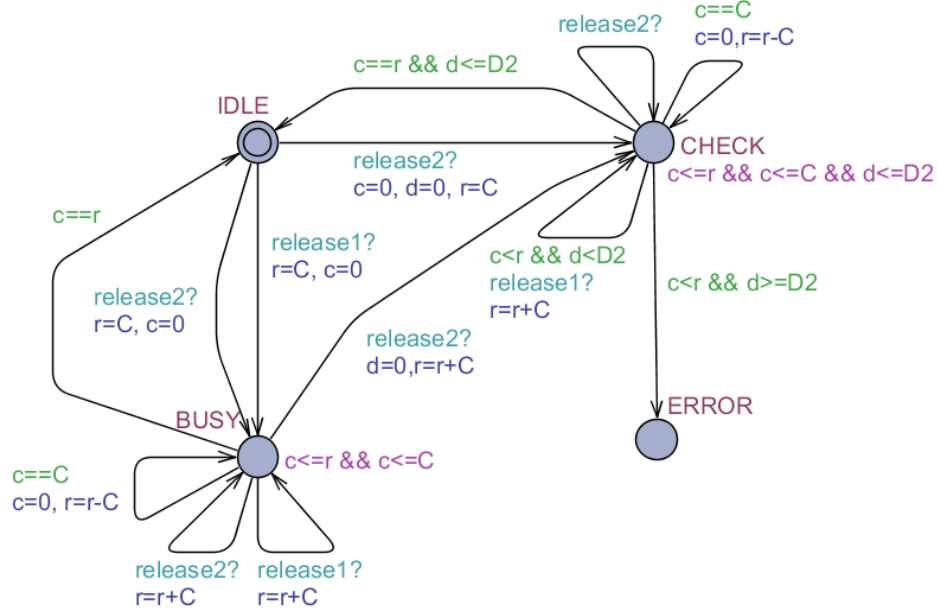 c==C
c=0,r=r-C
release2?
c==r && d<=D2
IDLE
CHECK
c<=r && c<=C && d<=D2
release2?
c=0, d=0, r=C
c==r
release1?
r=C, c=0
c<r && d<D2
release1?
r=r+C
c<r && d>=D2
release2?
r=C, c=0
release2?
d=0,r=r+C
ERROR
BUSY
c<=r && c<=C
c==C
c=0, r=r-C
release2?
r=r+C
release1?
r=r+C